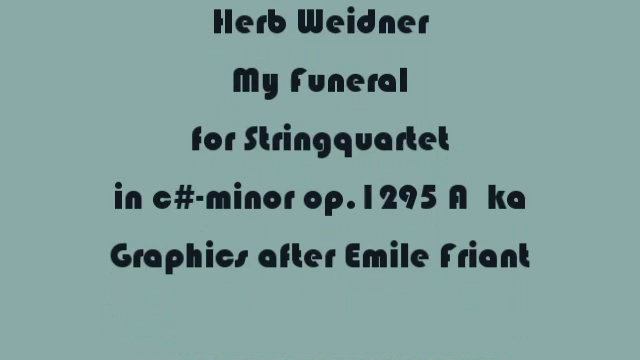 Herb Weidner
My Funeral
for Stringquartet
in c#-minor op.1295 A ka
Graphics after Emile Friant